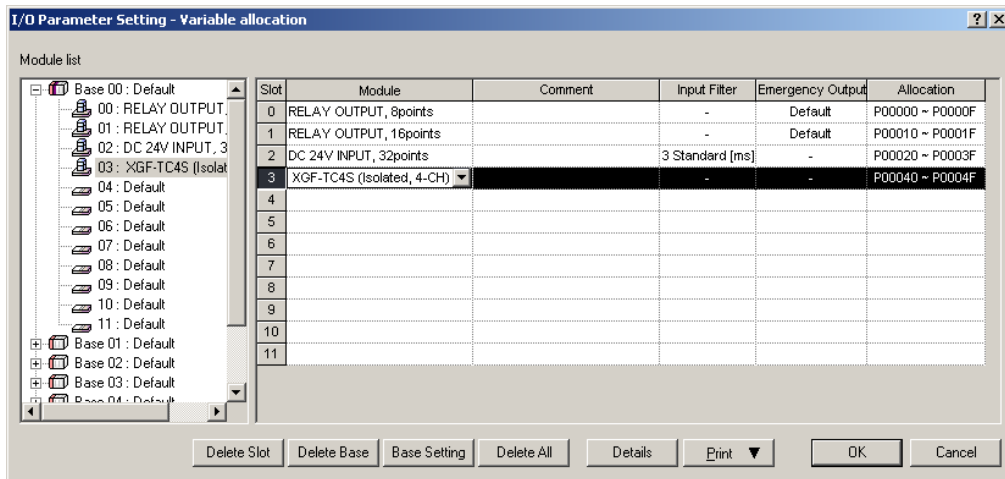 I/O Parameter Setting - Variable allocation
Module list
Base 00 : Default
00 : RELAY OUTPUT,
01 : RELAY OUTPUT,
02 : DC 24V INPUT, 3
03 : XGF-TC4S (Isolat
04 : Default
05 : Default
06 : Default
07 : Default
08 : Default
09 : Default
10 : Default
11 : Default
Base 01 : Default
Base 02 : Default
Base 03 : Default
Base 04 : Default
Slot Module Comment Input Filter Emergency Output Allocation
0 RELAY OUTPUT, 8points - Default P00000 ~ P0000F
1 RELAY OUTPUT, 16points - Default P00010 ~ P0001F
2 DC 24V INPUT, 32points 3 Standard [ms] - P00020 ~ P0003F
3 XGF-TC4S (Isolated, 4-CH) - - P00040 ~ P0004F
4
5
6
7
8
9
10
11
Delete Slot Delete Base Base Setting Delete All Details Print OK Cancel